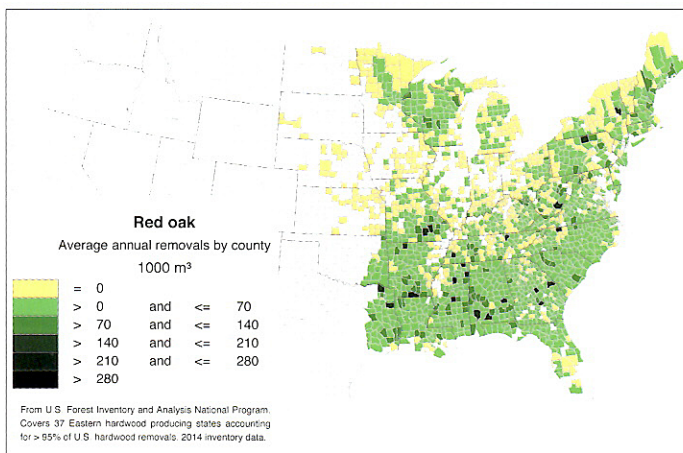 Red oak
Average annual removals by county
1000 m³
= 0
> 0 and <= 70
> 70 and <= 140
> 140 and <= 210
> 210 and <= 280
> 280
From U.S. Forest Inventory and Analysis National Program.
Covers 37 Eastern hardwood producing states accounting
for > 95% of U.S. hardwood removals. 2014 inventory data.